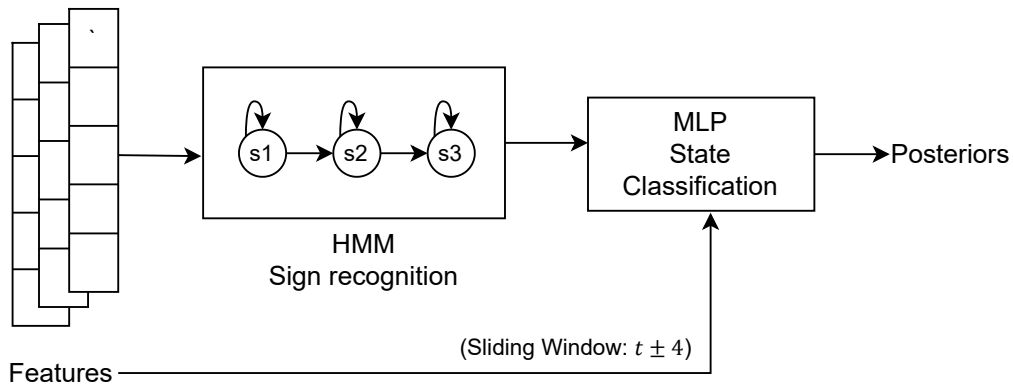 s1
s2
s3
HMM
Sign recognition
MLP
State
Classification
Posteriors
(Sliding Window: t ± 4)
Features